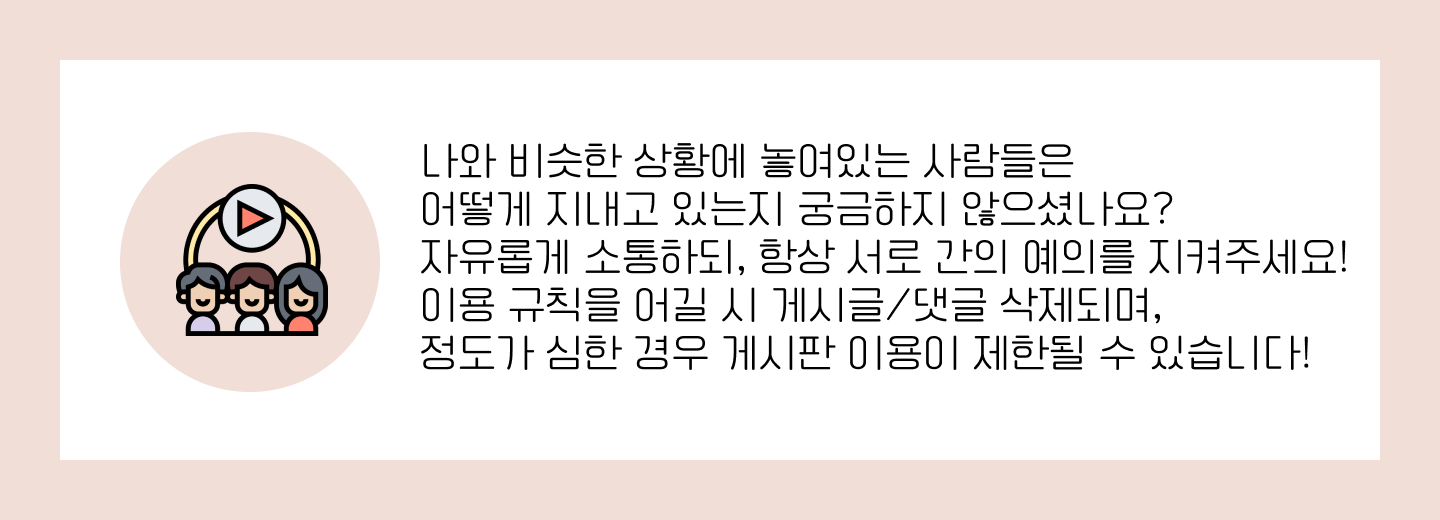 나와 비슷한 상황에 놓여있는 사람들은
어떻게 지내고 있는지 궁금하지 않으셨나요?
자유롭게 소통하되, 항상 서로 간의 예의를 지켜주세요!
이용 규칙을 어길 시 게시글/댓글 삭제되며,
정도가 심한 경우 게시판 이용이 제한될 수 있습니다!